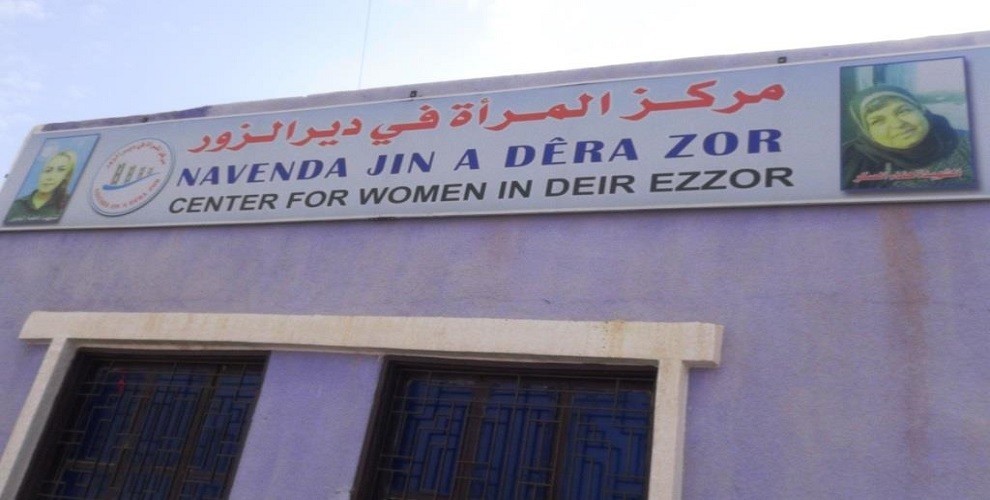 مركز المرأة في ديرالزور
NAVENDA JIN A DÊRA ZOR
CENTER FOR WOMEN IN DEIR EZZOR